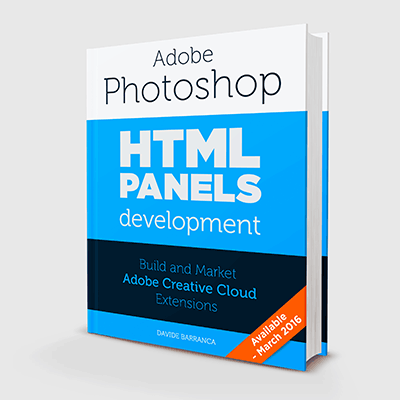 Adobe
Photoshop
HTML
PANELS
development
Build and Market
Adobe Creative Cloud
Extensions
DAVIDE BARRANCA
Available
- March 2016